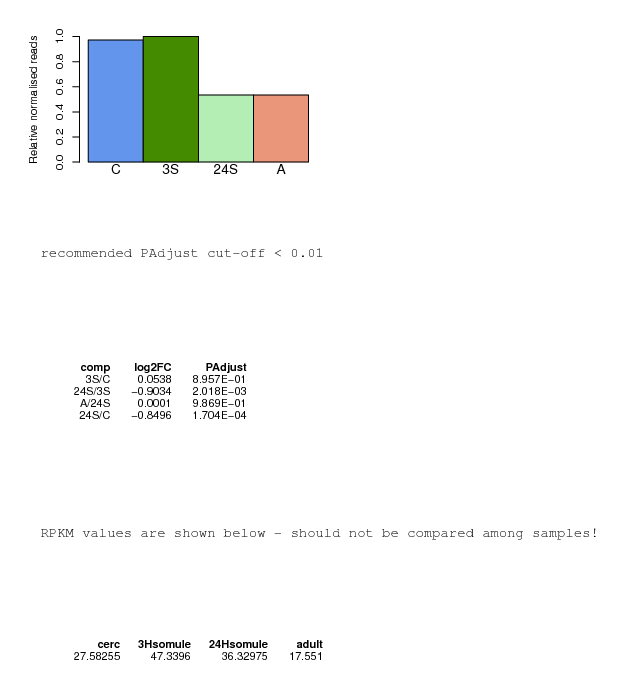 Relative normalised reads
1.0
0.8
0.6
0.4
0.2
0.0
C 3S 24S A
recommended PAdjust cut-off < 0.01
comp log2FC PAdjust
3S/C 0.0538 8.957E−01
24S/3S −0.9034 2.018E−03
A/24S 0.0001 9.869E−01
24S/C −0.8496 1.704E−04
RPKM values are shown below - should not be compared among samples!
cerc 3Hsomule 24Hsomule adult
27.58255 47.3396 36.32975 17.551